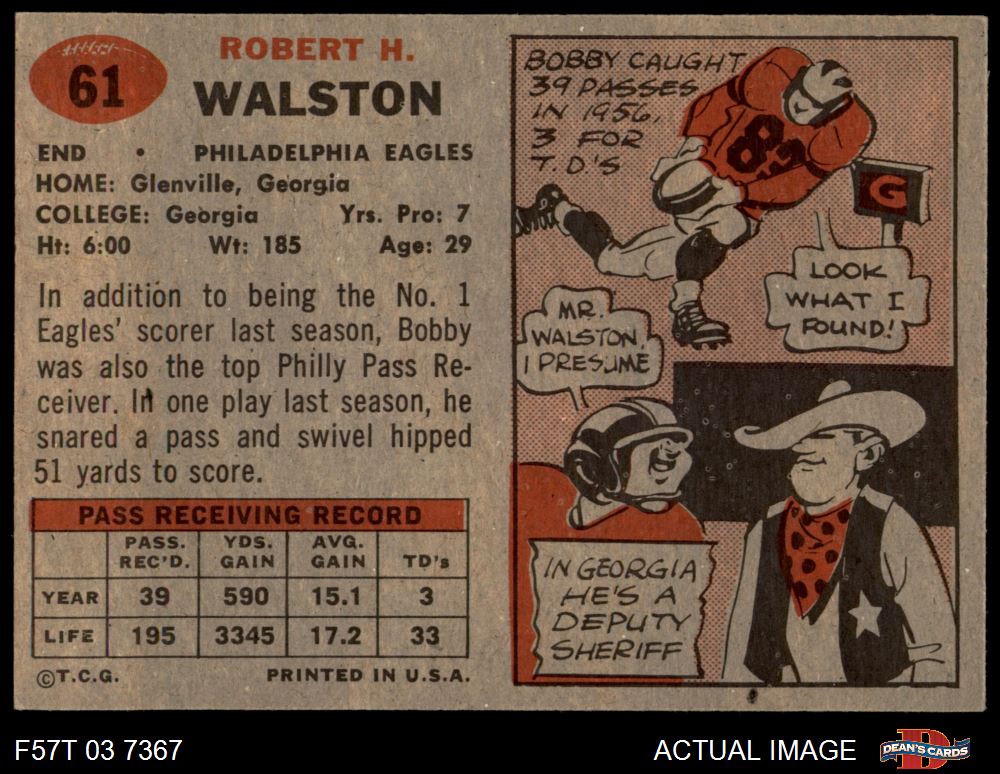 61
ROBERT H.
WALSTON
END • PHILADELPHIA EAGLES
HOME: Glenville, Georgia
COLLEGE: Georgia Yrs. Pro: 7
Ht: 6:00 Wt: 185 Age: 29
In addition to being the No. 1
Eagles' scorer last season, Bobby
was also the top Philly Pass Re-
ceiver. In one play last season, he
snared a pass and swivel hipped
51 yards to score.
PASS RECEIVING RECORD
PASS. REC'D. YDS. GAIN AVG. GAIN TD's
YEAR 39 590 15.1 3
LIFE 195 3345 17.2 33
©T.C.G. PRINTED IN U.S.A.
BOBBY CAUGHT
39 PASSES
IN 1956,
3 FOR
T.D'S
83
G
LOOK
WHAT I
FOUND!
MR.
WALSTON,
I PRESUME
IN GEORGIA
HE'S A
DEPUTY
SHERIFF
F57T 03 7367
ACTUAL IMAGE
DEAN'S CARDS